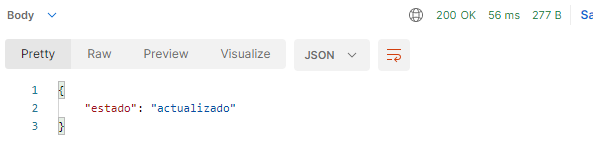 Body 200 OK 56 ms 277 B Sa
Pretty Raw Preview Visualize JSON
1 {
2 "estado": "actualizado"
3 }